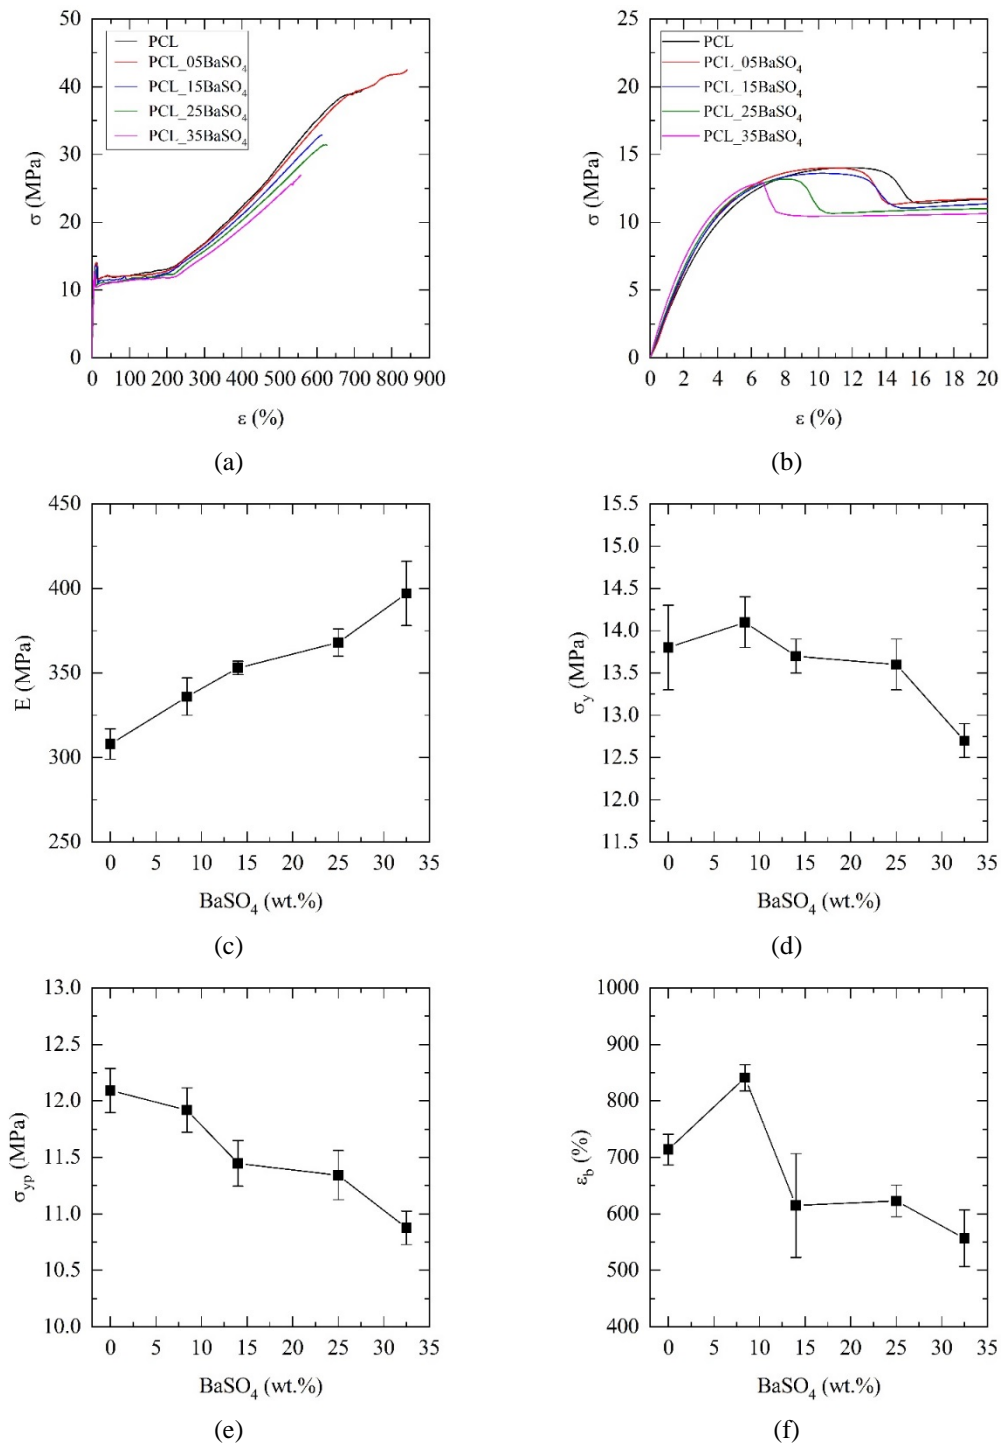 50
40
30
20
10
0
σ (MPa)
PCL
PCL_05BaSO₄
PCL_15BaSO₄
PCL_25BaSO₄
PCL_35BaSO₄
0 100 200 300 400 500 600 700 800 900
ε (%)
(a)
25
20
15
10
5
0
σ (MPa)
PCL
PCL_05BaSO₄
PCL_15BaSO₄
PCL_25BaSO₄
PCL_35BaSO₄
0 2 4 6 8 10 12 14 16 18 20
ε (%)
(b)
450
400
350
300
250
E (MPa)
0 5 10 15 20 25 30 35
BaSO₄ (wt.%)
(c)
15.5
15.0
14.5
14.0
13.5
13.0
12.5
12.0
11.5
σy (MPa)
0 5 10 15 20 25 30 35
BaSO₄ (wt.%)
(d)
13.0
12.5
12.0
11.5
11.0
10.5
10.0
σyp (MPa)
0 5 10 15 20 25 30 35
BaSO₄ (wt.%)
(e)
1000
900
800
700
600
500
400
εb (%)
0 5 10 15 20 25 30 35
BaSO₄ (wt.%)
(f)